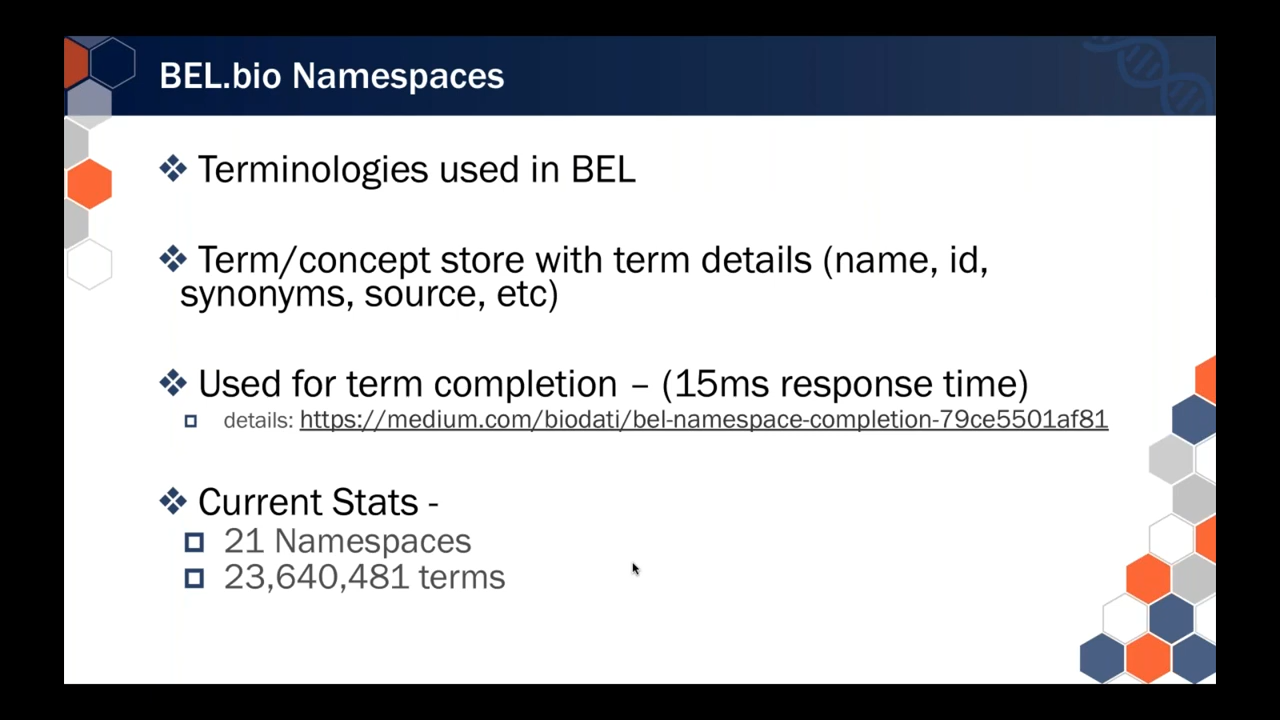 BEL.bio Namespaces
❖ Terminologies used in BEL
❖ Term/concept store with term details (name, id,
synonyms, source, etc)
❖ Used for term completion – (15ms response time)
details: https://medium.com/biodati/bel-namespace-completion-79ce5501af81
❖ Current Stats -
21 Namespaces
23,640,481 terms